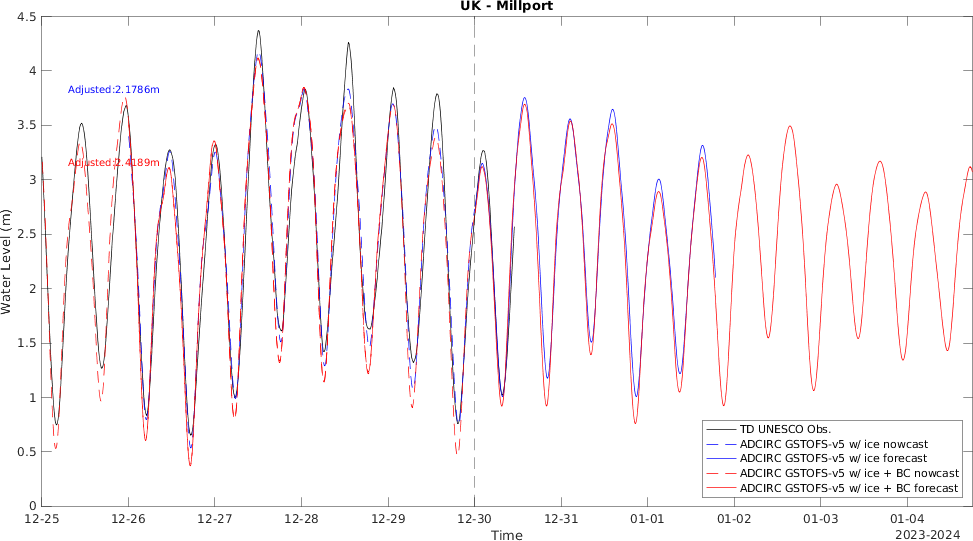 UK - Millport
4.5
4
3.5
3
2.5
2
1.5
1
0.5
0
Water Level (m)
Adjusted:2.1786m
Adjusted:2.4189m
TD UNESCO Obs.
ADCIRC GSTOFS-v5 w/ ice nowcast
ADCIRC GSTOFS-v5 w/ ice forecast
ADCIRC GSTOFS-v5 w/ ice + BC nowcast
ADCIRC GSTOFS-v5 w/ ice + BC forecast
12-25 12-26 12-27 12-28 12-29 12-30 12-31 01-01 01-02 01-03 01-04
Time
2023-2024